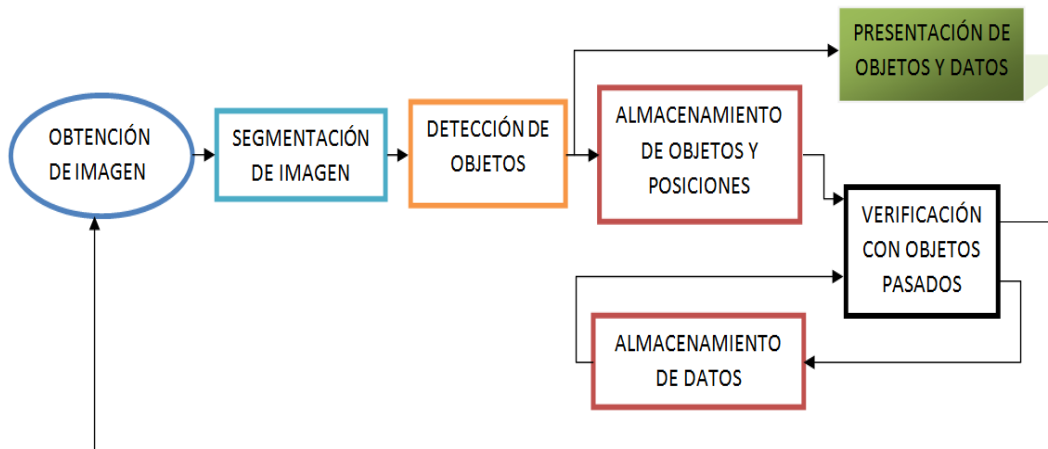 OBTENCIÓN
DE IMAGEN
SEGMENTACIÓN
DE IMAGEN
DETECCIÓN DE
OBJETOS
ALMACENAMIENTO
DE OBJETOS Y
POSICIONES
PRESENTACIÓN DE
OBJETOS Y DATOS
VERIFICACIÓN
CON OBJETOS
PASADOS
ALMACENAMIENTO
DE DATOS